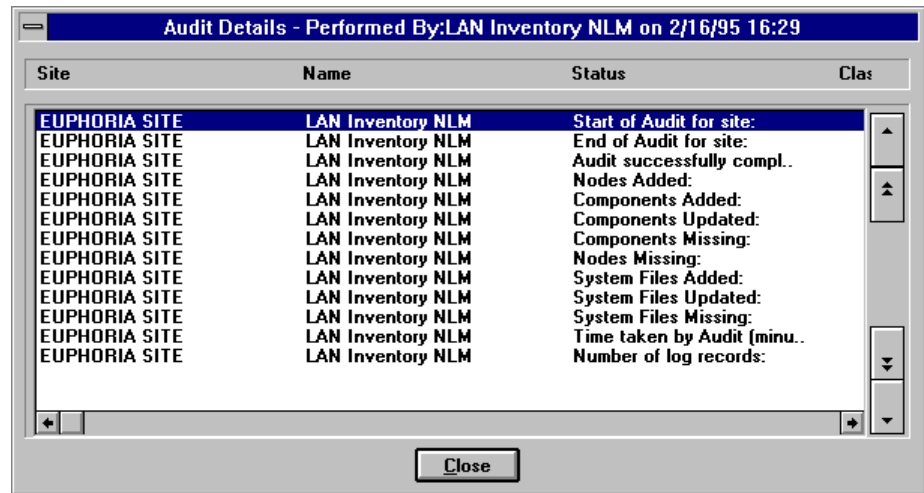 Audit Details - Performed By:LAN Inventory NLM on 2/16/95 16:29
Site Name Status Clas
EUPHORIA SITE LAN Inventory NLM Start of Audit for site:
EUPHORIA SITE LAN Inventory NLM End of Audit for site:
EUPHORIA SITE LAN Inventory NLM Audit successfully compl..
EUPHORIA SITE LAN Inventory NLM Nodes Added:
EUPHORIA SITE LAN Inventory NLM Components Added:
EUPHORIA SITE LAN Inventory NLM Components Updated:
EUPHORIA SITE LAN Inventory NLM Components Missing:
EUPHORIA SITE LAN Inventory NLM Nodes Missing:
EUPHORIA SITE LAN Inventory NLM System Files Added:
EUPHORIA SITE LAN Inventory NLM System Files Updated:
EUPHORIA SITE LAN Inventory NLM System Files Missing:
EUPHORIA SITE LAN Inventory NLM Time taken by Audit (minu..
EUPHORIA SITE LAN Inventory NLM Number of log records:
Close